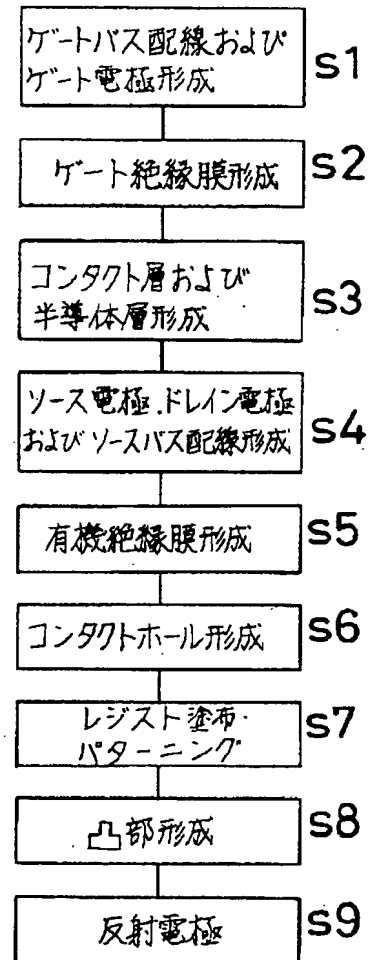 ゲートバス配線および
ゲート電極形成
s1
ゲート絶縁膜形成
s2
コンタクト層および
半導体層形成
s3
ソース電極.ドレイン電極
およびソースバス配線形成
s4
有機絶縁膜形成
s5
コンタクトホール形成
s6
レジスト塗布・
パターニング
s7
凸部形成
s8
反射電極
s9